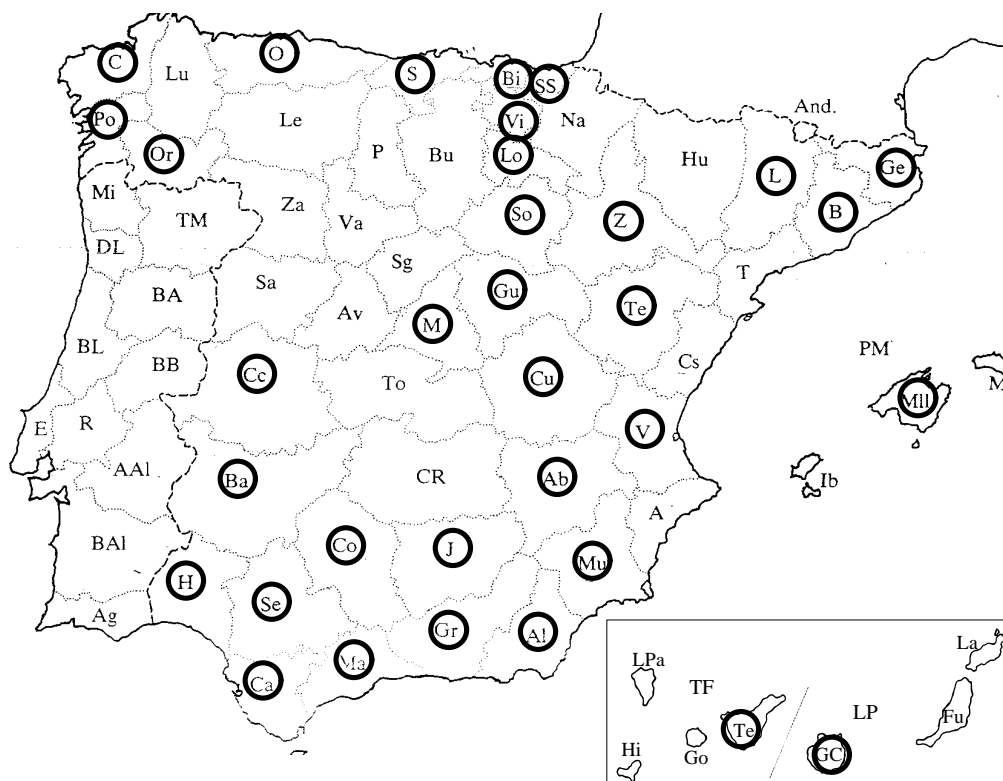 C
Lu
O
S
Bi
SS
Po
Le
Vi
Na
And.
Or
P
Bu
Lo
Hu
L
Ge
Mi
TM
Za
Va
So
Z
B
DL
Sg
T
BA
Sa
Av
Gu
Te
M
BL
BB
Cc
To
Cu
Cs
PM
M
Mll
E
R
V
AAl
Ba
CR
Ab
Ib
A
BAl
Co
J
Mu
H
Se
Ag
Gr
Al
Ma
Ca
LPa
La
TF
LP
Te
Fu
Hi
Go
GC